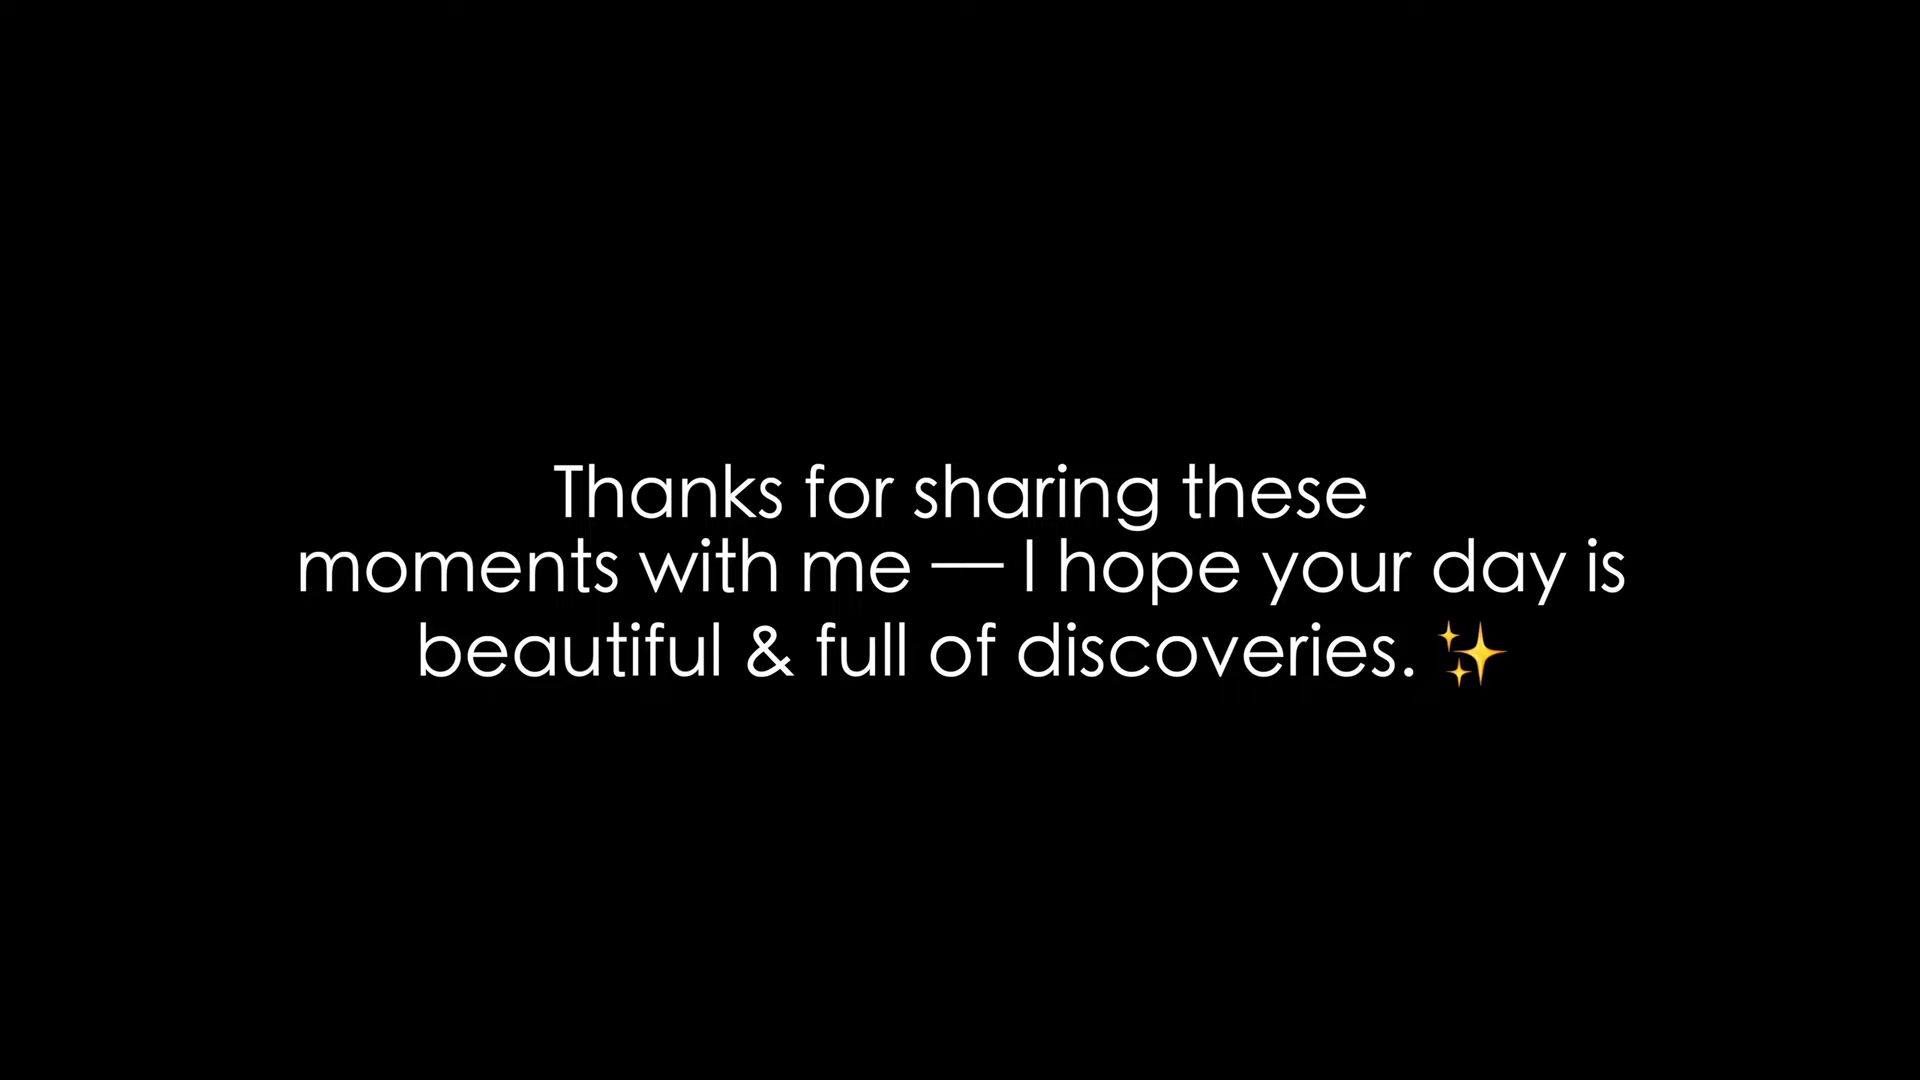 Thanks for sharing these
moments with me — I hope your day is
beautiful & full of discoveries. ✨